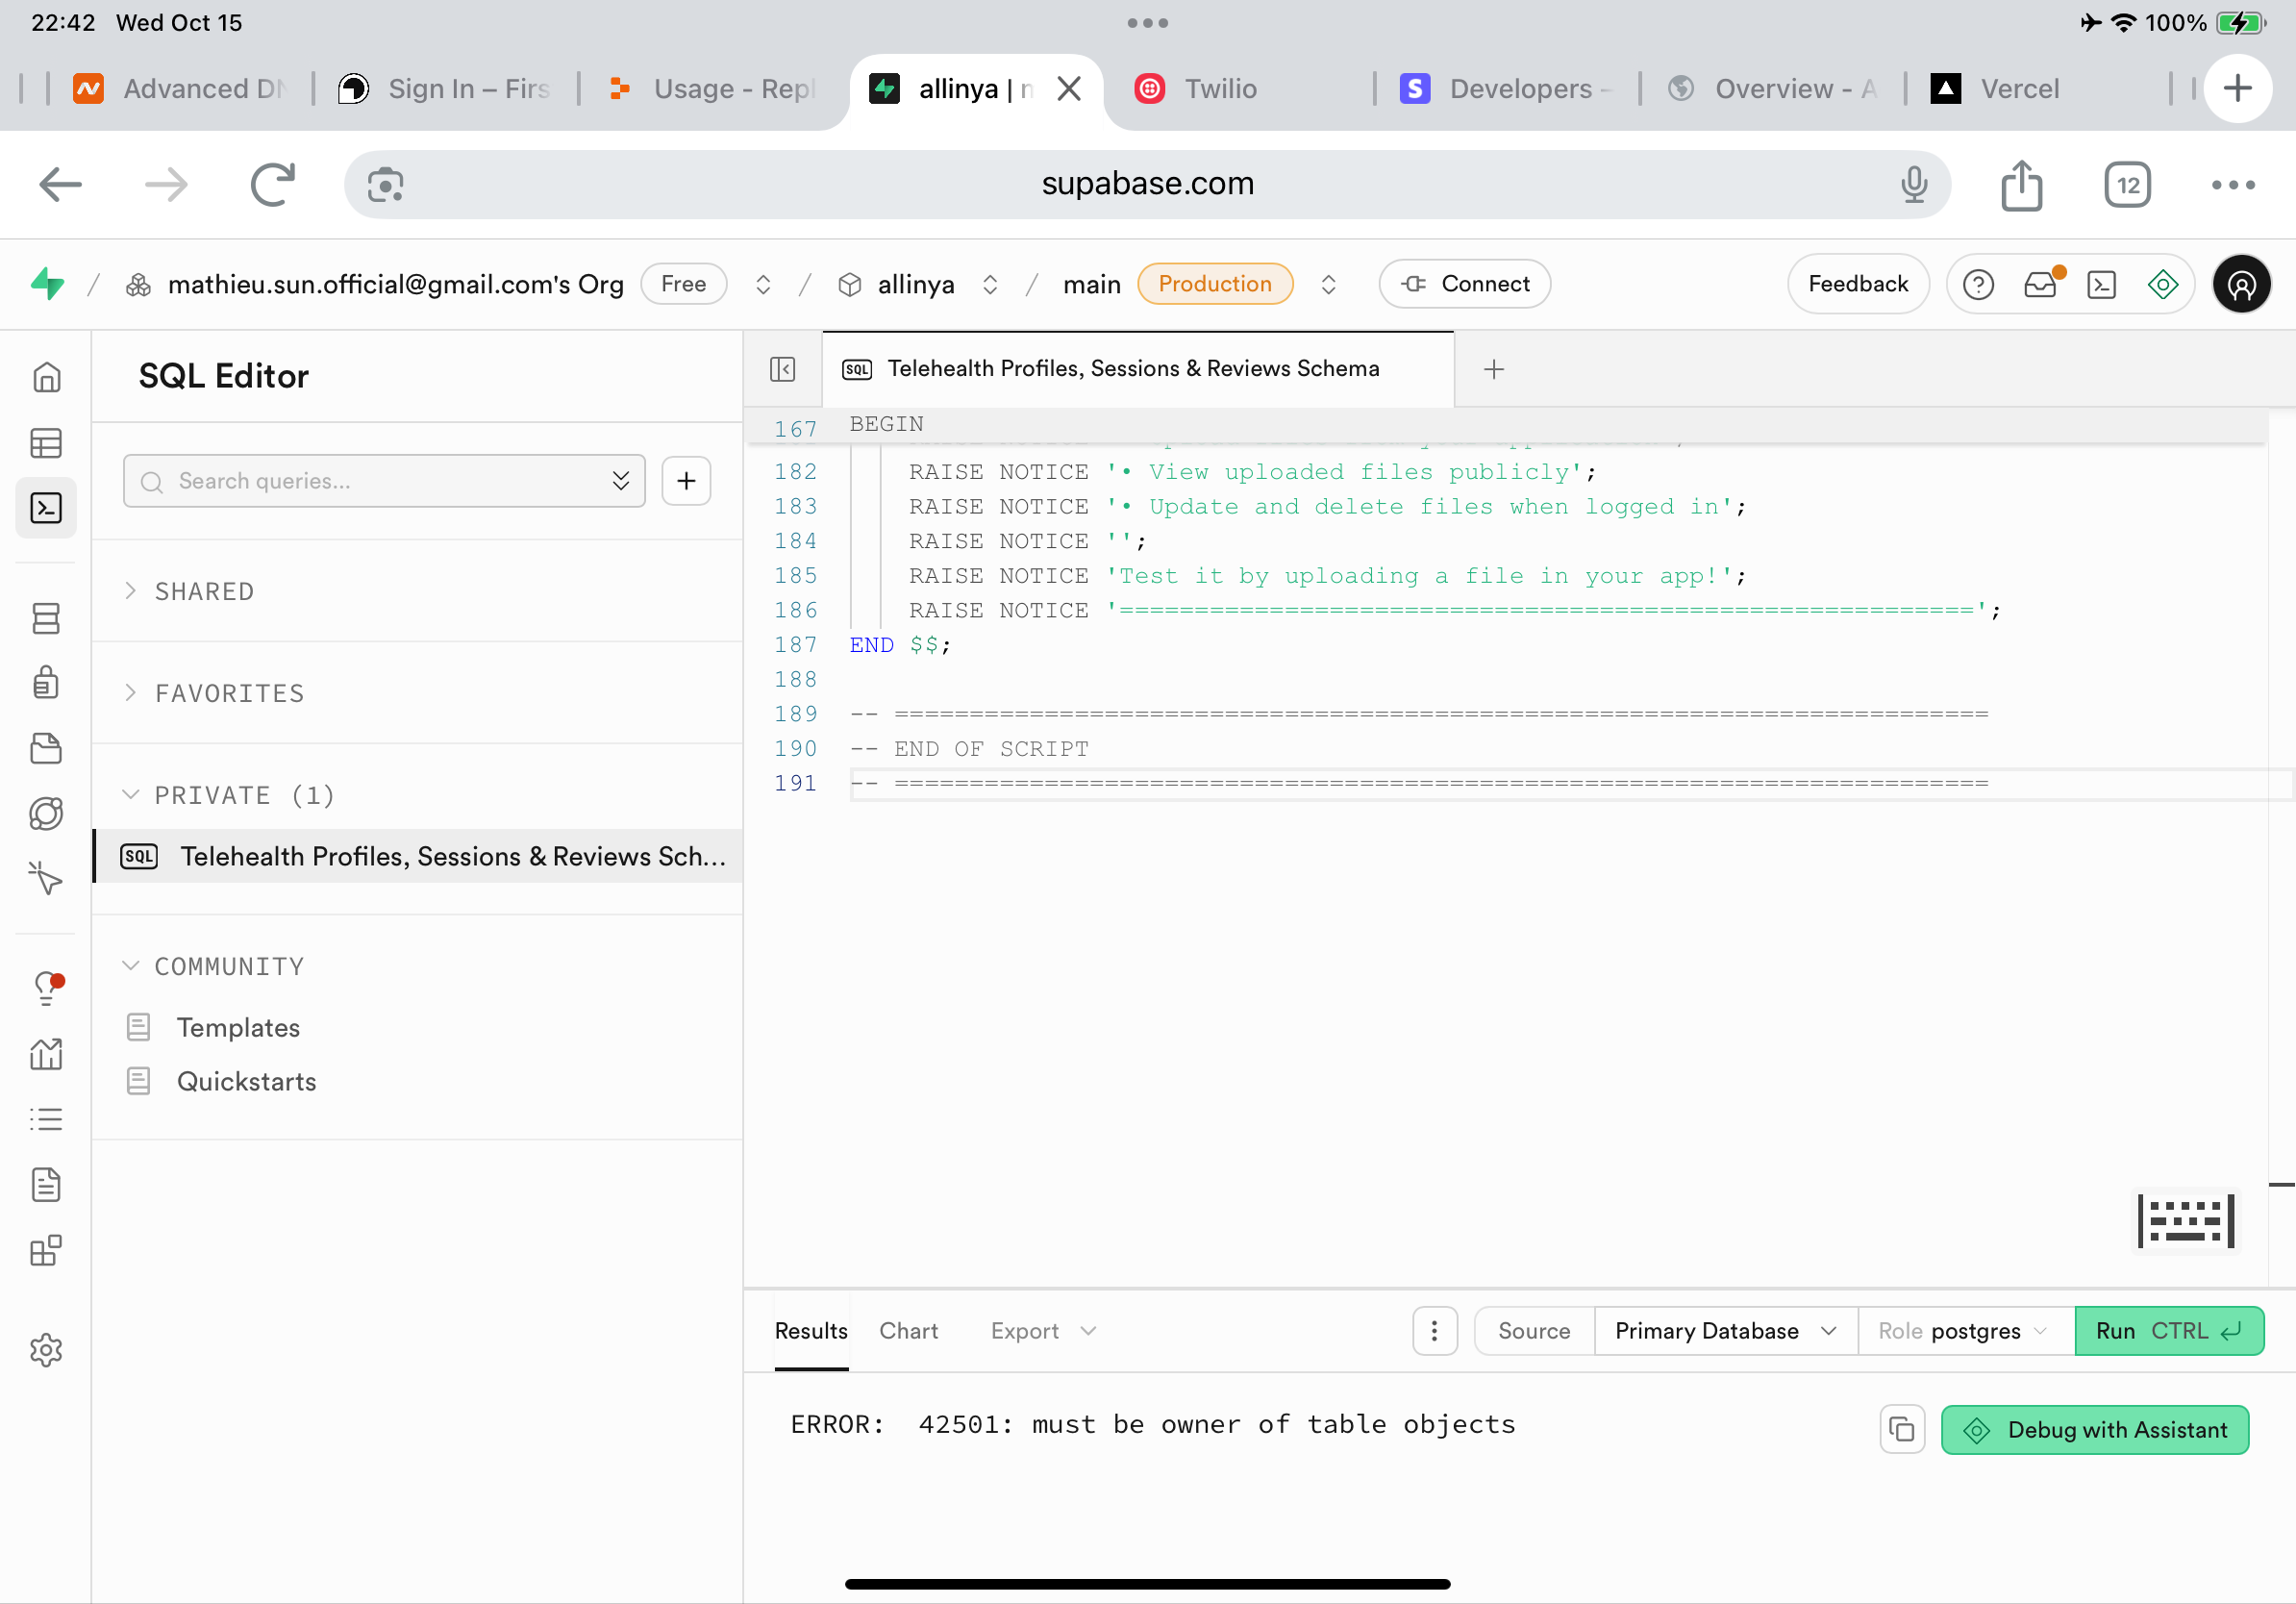 22:42 Wed Oct 15
100%
Advanced DN
Sign In – Firs
Usage - Repl
allinya | n
Twilio
Developers –
Overview - A
Vercel
supabase.com
12
mathieu.sun.official@gmail.com's Org
Free
allinya
main
Production
Connect
Feedback
SQL Editor
Search queries...
SHARED
FAVORITES
PRIVATE (1)
SQL Telehealth Profiles, Sessions & Reviews Sch...
COMMUNITY
Templates
Quickstarts
SQL Telehealth Profiles, Sessions & Reviews Schema
167 BEGIN
182 RAISE NOTICE '• View uploaded files publicly';
183 RAISE NOTICE '• Update and delete files when logged in';
184 RAISE NOTICE '';
185 RAISE NOTICE 'Test it by uploading a file in your app!';
186 RAISE NOTICE '=========================================================';
187 END $$;
188
189 -- =========================================================================
190 -- END OF SCRIPT
191 -- =========================================================================
Results
Chart
Export
Source
Primary Database
Role postgres
Run CTRL
ERROR: 42501: must be owner of table objects
Debug with Assistant